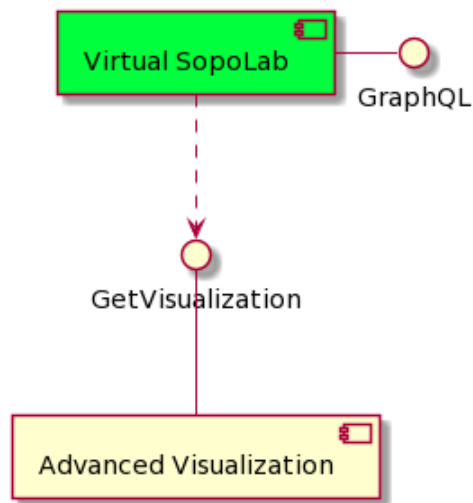 Virtual SopoLab
GraphQL
GetVisualization
Advanced Visualization